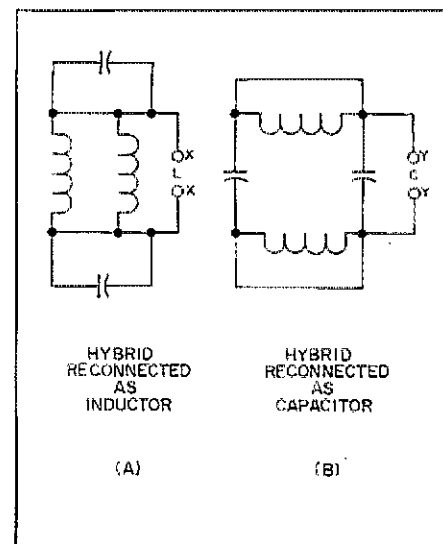 X
L
X
Y
C
Y
HYBRID
RECONNECTED
AS
INDUCTOR
(A)
HYBRID
RECONNECTED
AS
CAPACITOR
(B)